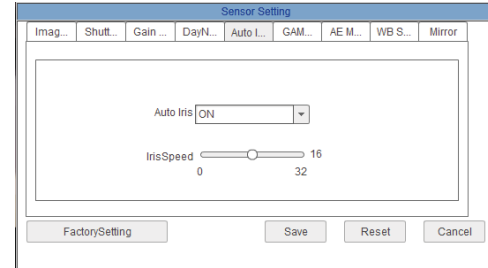 Sensor Setting
Imag... Shutt... Gain ... DayN... Auto I... GAM... AE M... WB S... Mirror
Auto Iris ON
IrisSpeed 16
0 32
FactorySetting Save Reset Cancel